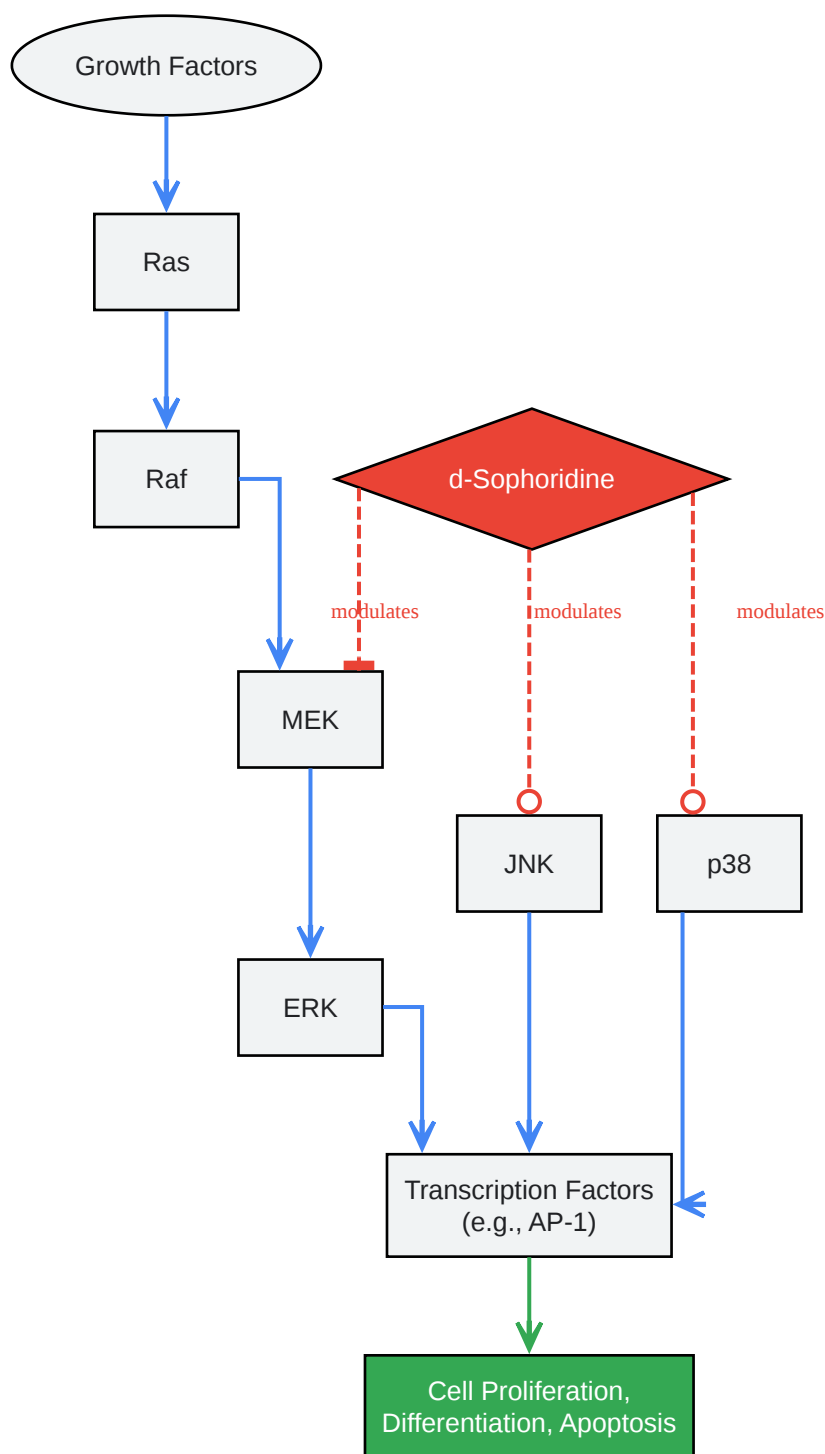 Growth Factors
Ras
Raf
d-Sophoridine
modulates
modulates
modulates
MEK
JNK
p38
ERK
Transcription Factors
(e.g., AP-1)
Cell Proliferation,
Differentiation, Apoptosis